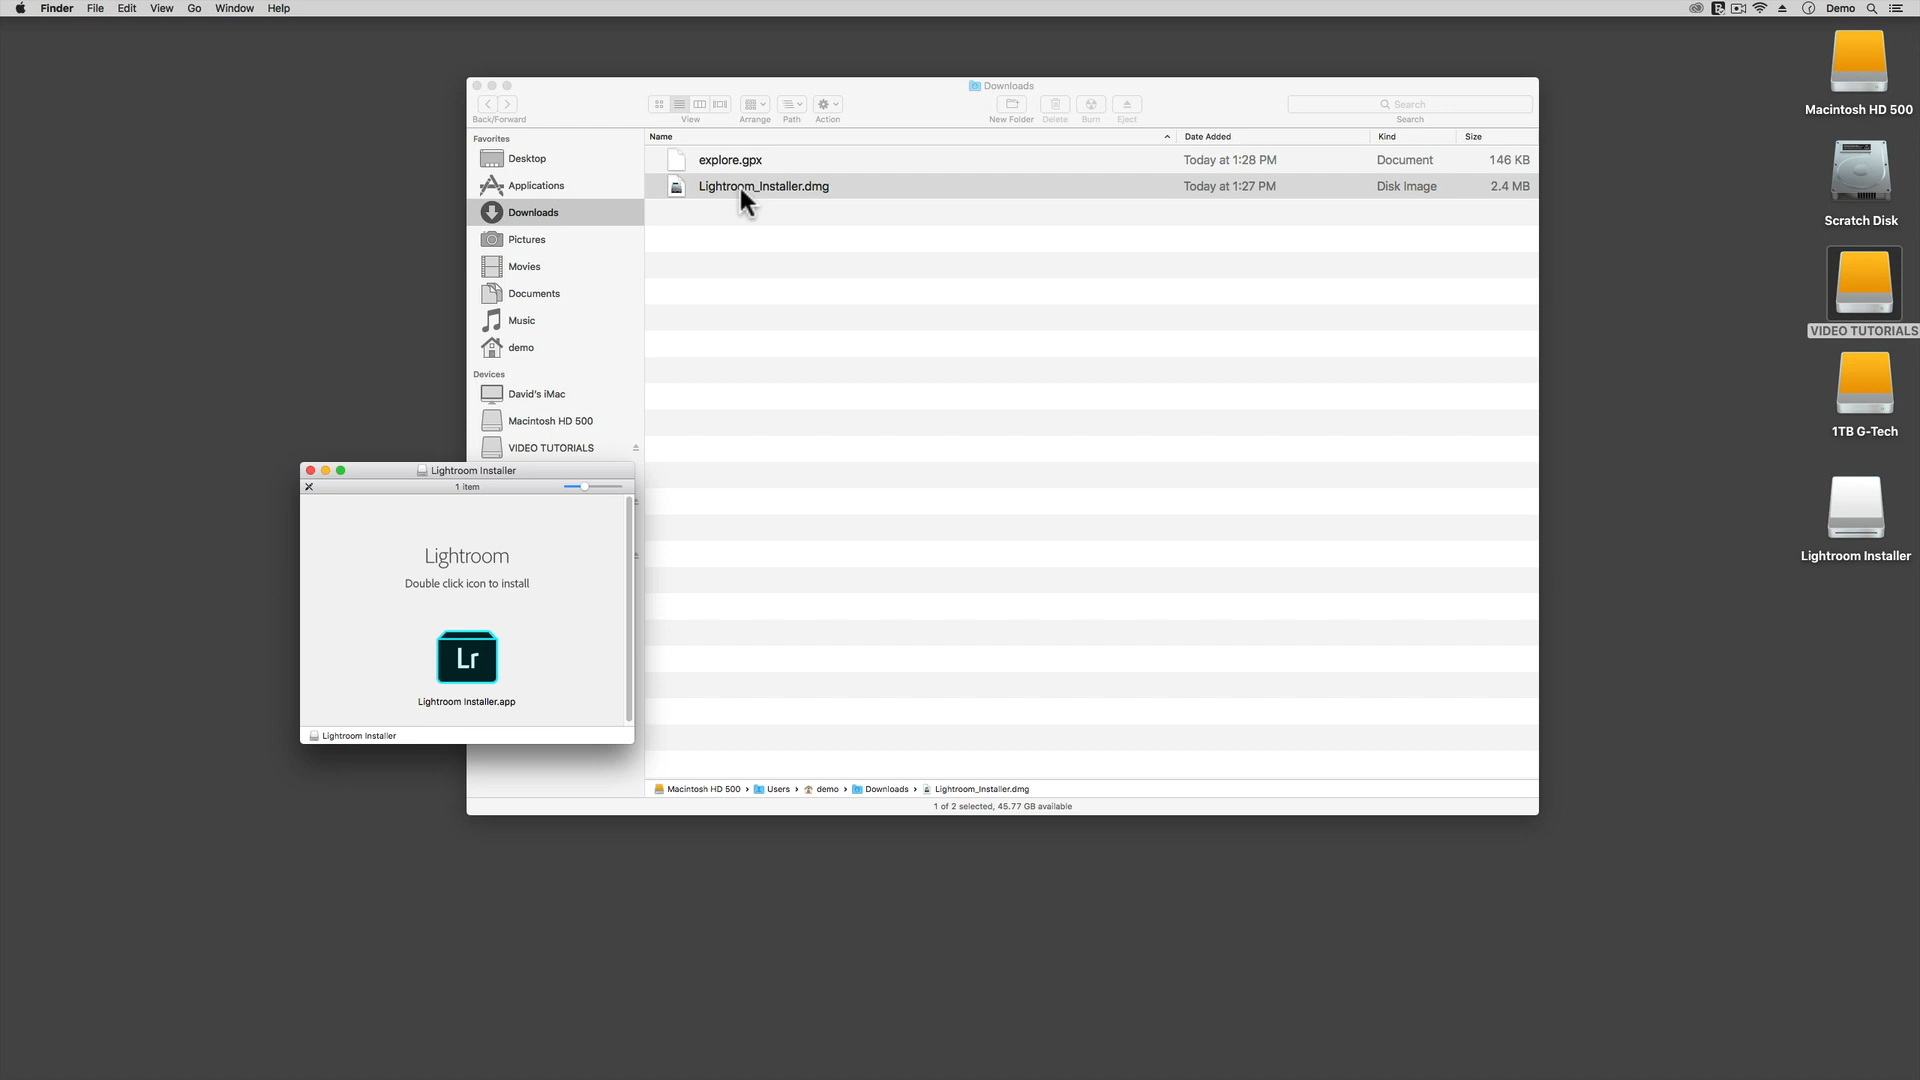 Finder File Edit View Go Window Help
Demo
Downloads
Search
Back/Forward View Arrange Path Action New Folder Delete Burn Eject Search
Name Date Added Kind Size
explore.gpx Today at 1:28 PM Document 146 KB
Lightroom_Installer.dmg Today at 1:27 PM Disk Image 2.4 MB
Favorites
Desktop
Applications
Downloads
Pictures
Movies
Documents
Music
demo
Devices
David's iMac
Macintosh HD 500
VIDEO TUTORIALS
Lightroom Installer
1 item
Lightroom
Double click icon to install
Lr
Lightroom Installer.app
Lightroom Installer
Macintosh HD 500 › Users › demo › Downloads › Lightroom_Installer.dmg
1 of 2 selected, 45.77 GB available
Macintosh HD 500
Scratch Disk
VIDEO TUTORIALS
1TB G-Tech
Lightroom Installer